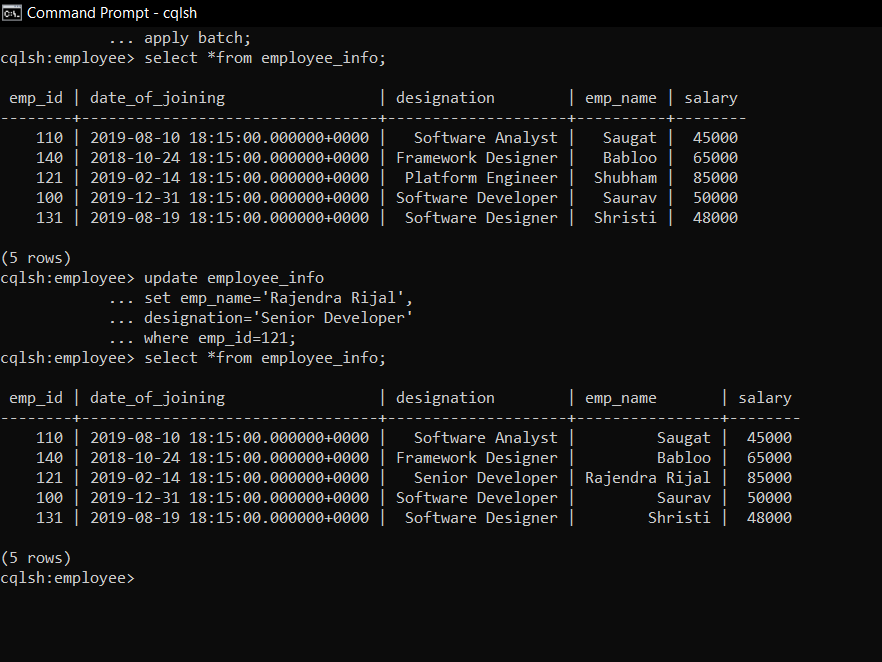 Command Prompt - cqlsh
            ... apply batch;
cqlsh:employee> select *from employee_info;

 emp_id | date_of_joining                 | designation        | emp_name | salary
--------+---------------------------------+--------------------+----------+--------
    110 | 2019-08-10 18:15:00.000000+0000 |   Software Analyst |   Saugat |  45000
    140 | 2018-10-24 18:15:00.000000+0000 | Framework Designer |   Babloo |  65000
    121 | 2019-02-14 18:15:00.000000+0000 |  Platform Engineer |  Shubham |  85000
    100 | 2019-12-31 18:15:00.000000+0000 | Software Developer |   Saurav |  50000
    131 | 2019-08-19 18:15:00.000000+0000 |  Software Designer |  Shristi |  48000

(5 rows)
cqlsh:employee> update employee_info
            ... set emp_name='Rajendra Rijal',
            ... designation='Senior Developer'
            ... where emp_id=121;
cqlsh:employee> select *from employee_info;

 emp_id | date_of_joining                 | designation        | emp_name       | salary
--------+---------------------------------+--------------------+----------------+--------
    110 | 2019-08-10 18:15:00.000000+0000 |   Software Analyst |         Saugat |  45000
    140 | 2018-10-24 18:15:00.000000+0000 | Framework Designer |         Babloo |  65000
    121 | 2019-02-14 18:15:00.000000+0000 |   Senior Developer | Rajendra Rijal |  85000
    100 | 2019-12-31 18:15:00.000000+0000 | Software Developer |         Saurav |  50000
    131 | 2019-08-19 18:15:00.000000+0000 |  Software Designer |        Shristi |  48000

(5 rows)
cqlsh:employee>